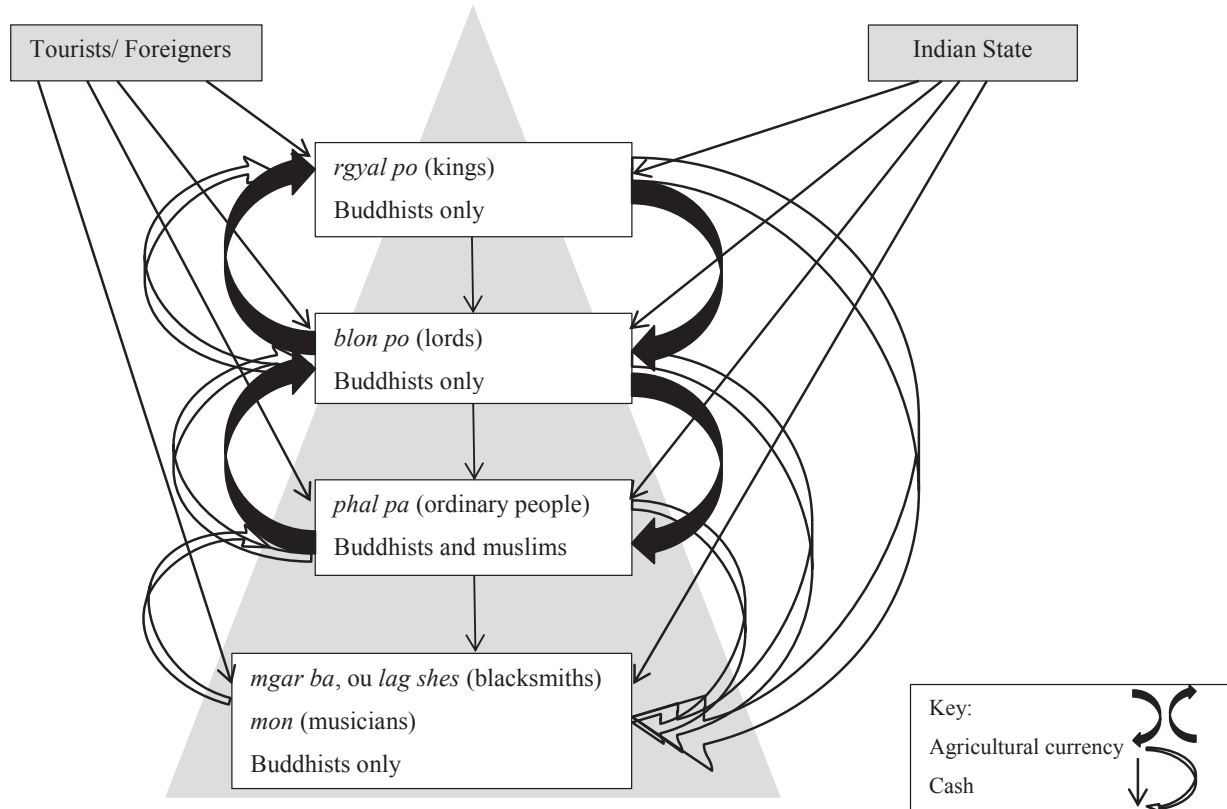 Tourists/ Foreigners
Indian State
rgyal po (kings)
Buddhists only
blon po (lords)
Buddhists only
phal pa (ordinary people)
Buddhists and muslims
mgar ba, ou lag shes (blacksmiths)
mon (musicians)
Buddhists only
Key:
Agricultural currency
Cash